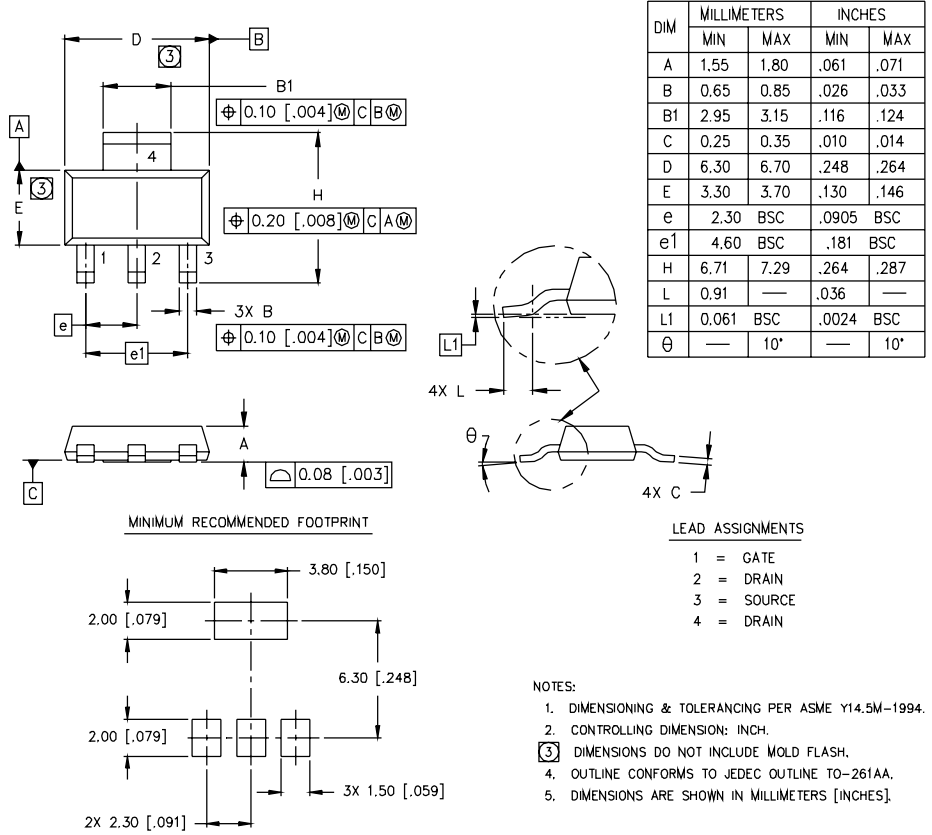 D
B
3
B1
⌖ 0.10 [.004]Ⓜ C BⓂ
A
4
3
E
H
⌖ 0.20 [.008]Ⓜ C AⓂ
1 2 3
3X B
e
⌖ 0.10 [.004]Ⓜ C BⓂ
e1
L1
4X L
A
⌓ 0.08 [.003]
C
θ
4X C
DIM MILLIMETERS INCHES
MIN MAX MIN MAX
A 1.55 1.80 .061 .071
B 0.65 0.85 .026 .033
B1 2.95 3.15 .116 .124
C 0.25 0.35 .010 .014
D 6.30 6.70 .248 .264
E 3.30 3.70 .130 .146
e 2.30 BSC .0905 BSC
e1 4.60 BSC .181 BSC
H 6.71 7.29 .264 .287
L 0.91 — .036 —
L1 0.061 BSC .0024 BSC
θ — 10° — 10°
MINIMUM RECOMMENDED FOOTPRINT
3.80 [.150]
2.00 [.079]
6.30 [.248]
2.00 [.079]
3X 1.50 [.059]
2X 2.30 [.091]
LEAD ASSIGNMENTS
1 = GATE
2 = DRAIN
3 = SOURCE
4 = DRAIN
NOTES:
1. DIMENSIONING & TOLERANCING PER ASME Y14.5M-1994.
2. CONTROLLING DIMENSION: INCH.
3 DIMENSIONS DO NOT INCLUDE MOLD FLASH.
4. OUTLINE CONFORMS TO JEDEC OUTLINE TO-261AA.
5. DIMENSIONS ARE SHOWN IN MILLIMETERS [INCHES].